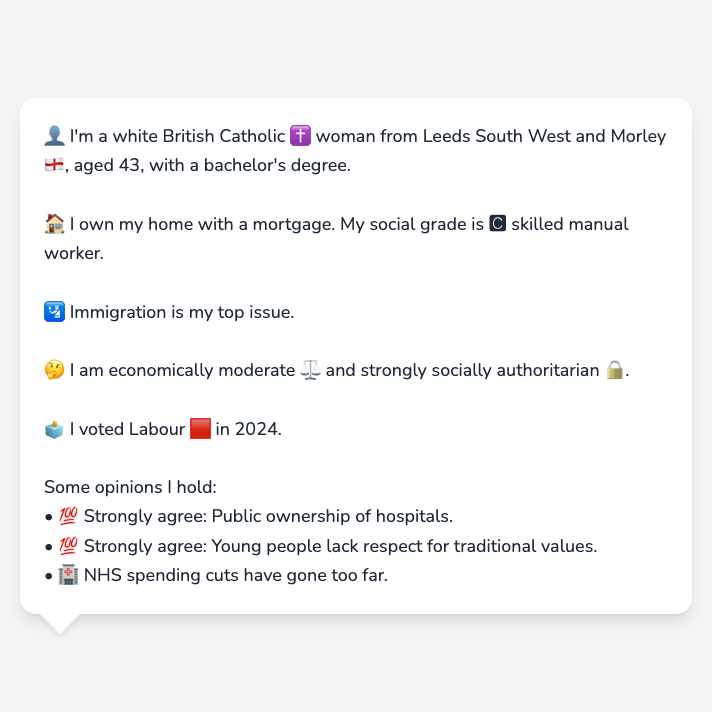 👤 I'm a white British Catholic ✝️ woman from Leeds South West and Morley
🏴󠁧󠁢󠁥󠁮󠁧󠁿, aged 43, with a bachelor's degree.
🏠 I own my home with a mortgage. My social grade is 🅲 skilled manual
worker.
🛂 Immigration is my top issue.
🤔 I am economically moderate ⚖️ and strongly socially authoritarian 🔒.
🗳️ I voted Labour 🟥 in 2024.
Some opinions I hold:
• 💯 Strongly agree: Public ownership of hospitals.
• 💯 Strongly agree: Young people lack respect for traditional values.
• 🏥 NHS spending cuts have gone too far.